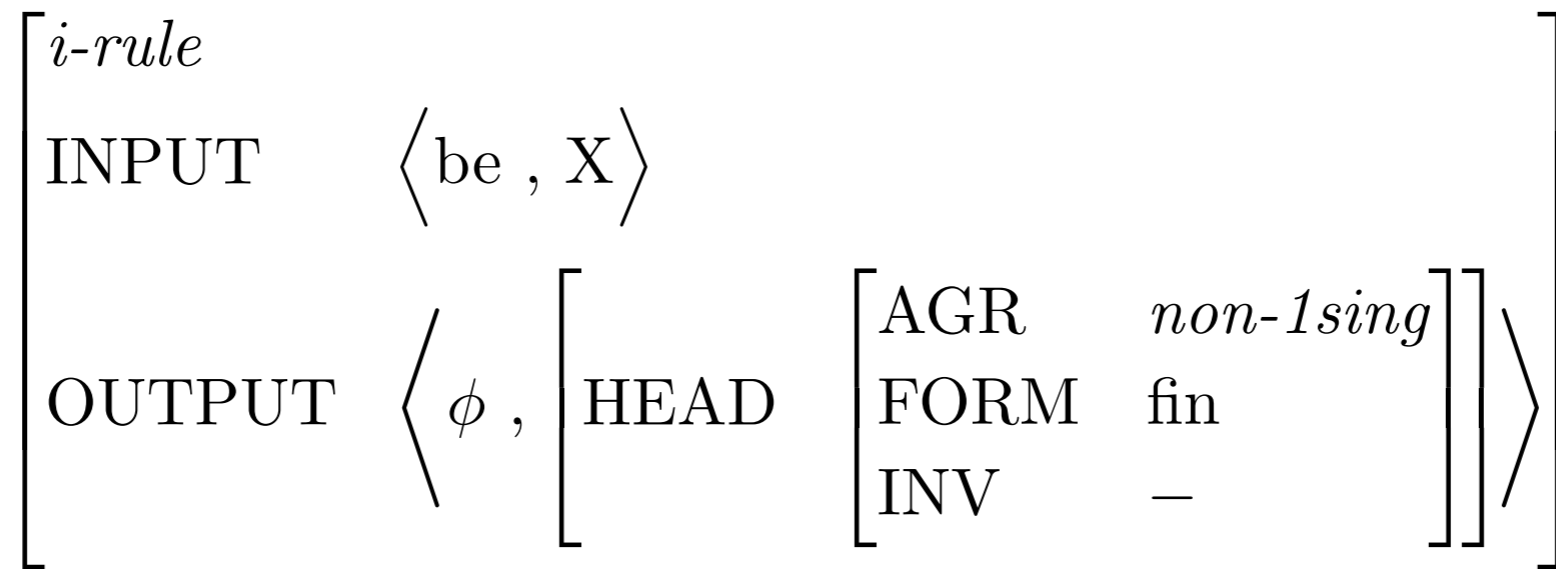 i-rule
INPUT ⟨ be , X ⟩
OUTPUT ⟨ ϕ , [ HEAD [ AGR non-1sing
FORM fin
INV − ] ] ⟩